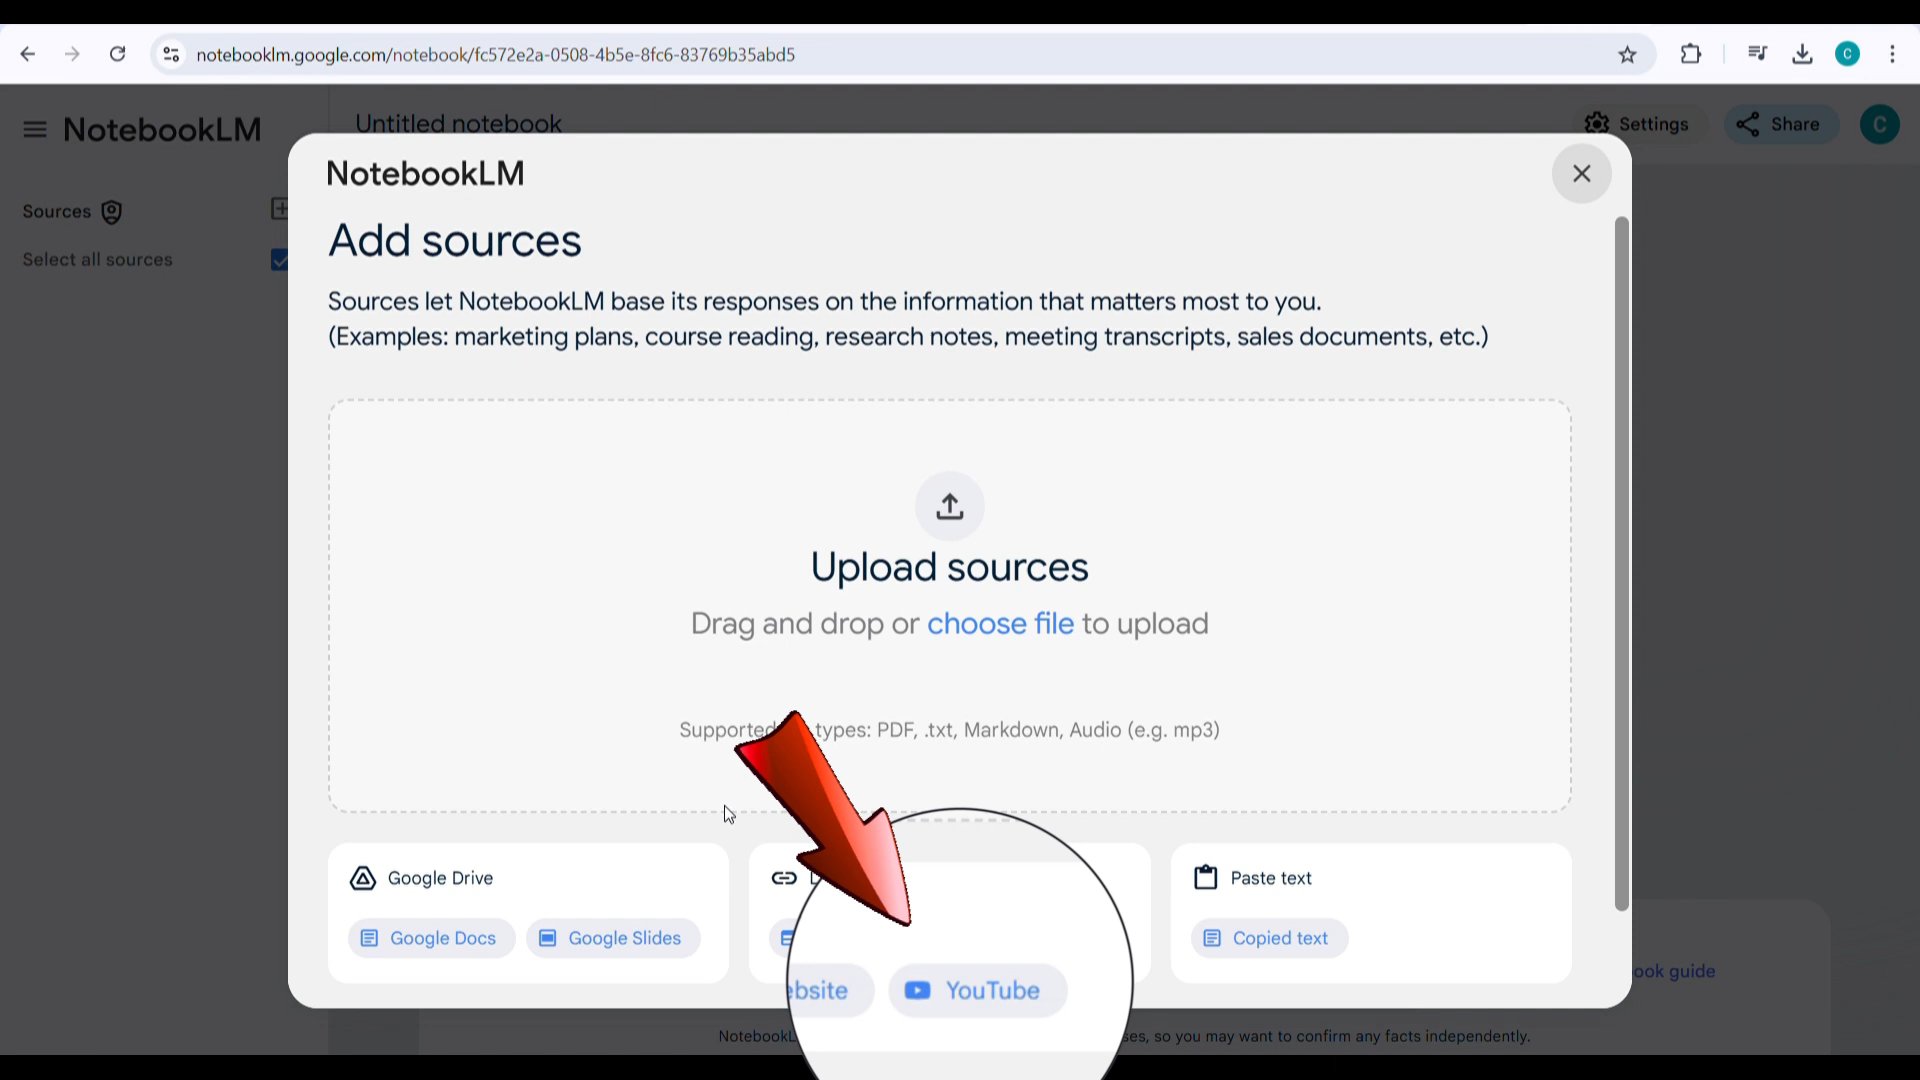 notebooklm.google.com/notebook/fc572e2a-0508-4b5e-8fc6-83769b35abd5
C
NotebookLM
Untitled notebook
Settings
Share
C
Sources
Select all sources
NotebookLM
Add sources
Sources let NotebookLM base its responses on the information that matters most to you.
(Examples: marketing plans, course reading, research notes, meeting transcripts, sales documents, etc.)
Upload sources
Drag and drop or choose file to upload
Supported types: PDF, .txt, Markdown, Audio (e.g. mp3)
Google Drive
Google Docs
Google Slides
YouTube
Paste text
Copied text
guide
so you may want to confirm any facts independently.